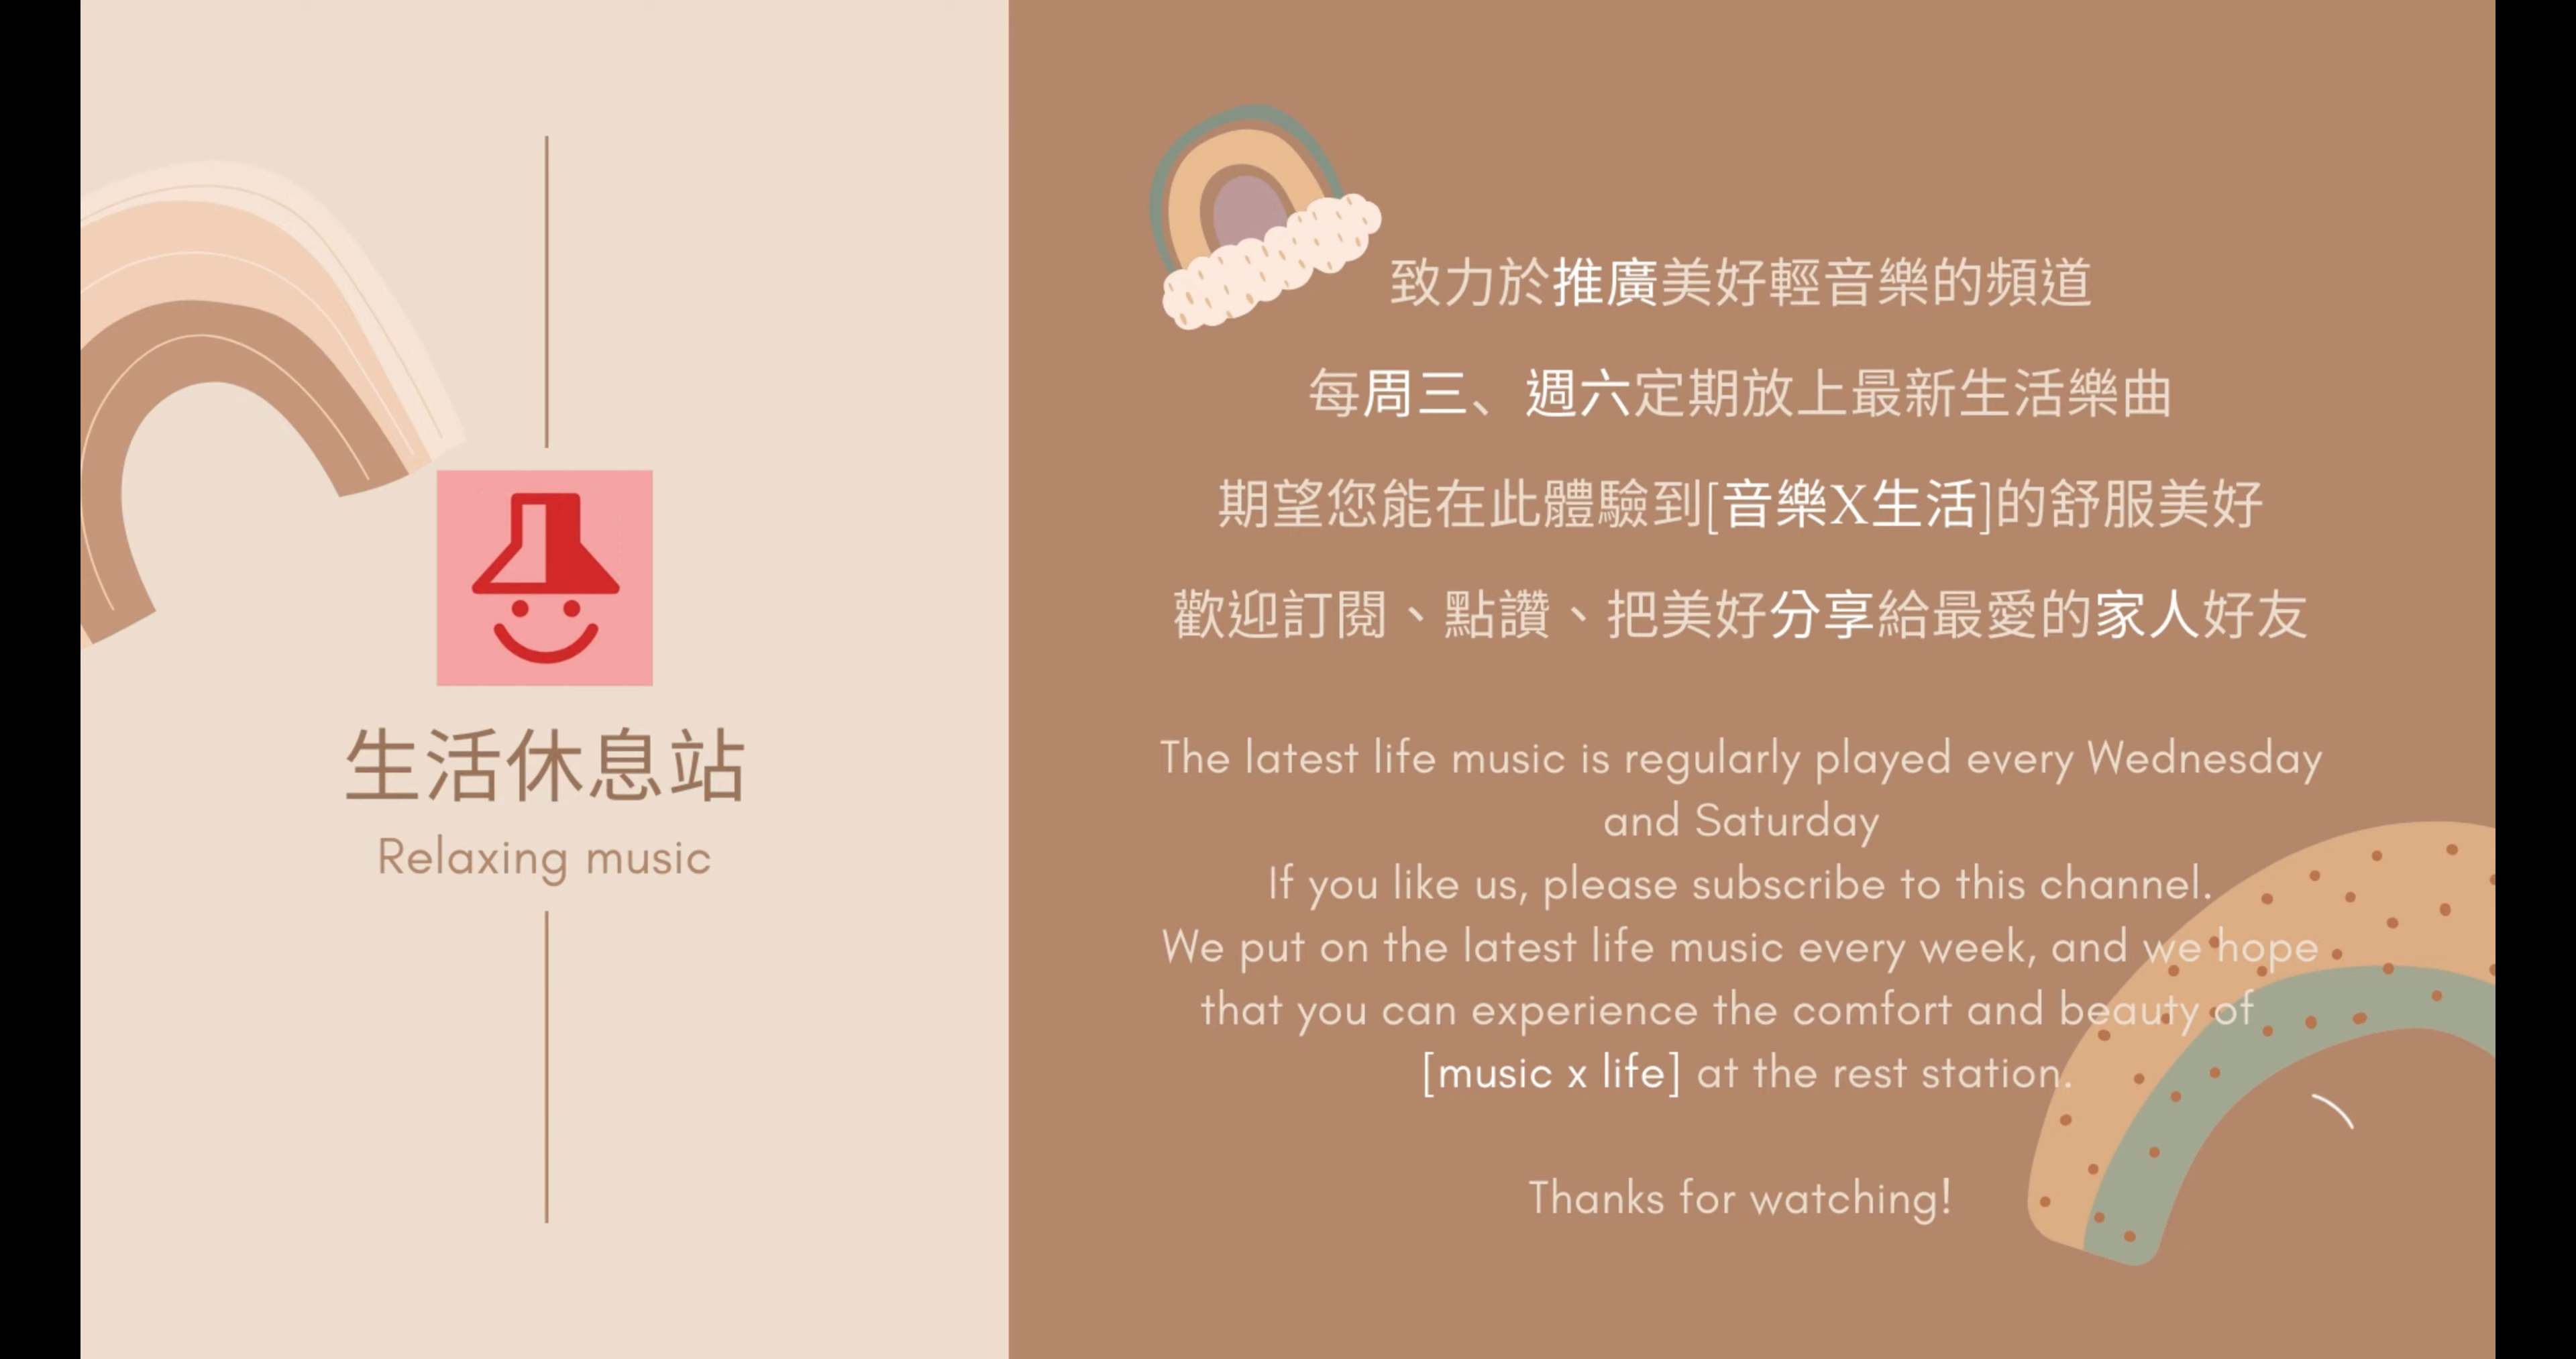 生活休息站
Relaxing music
致力於推廣美好輕音樂的頻道
每周三、週六定期放上最新生活樂曲
期望您能在此體驗到[音樂X生活]的舒服美好
歡迎訂閱、點讚、把美好分享給最愛的家人好友
The latest life music is regularly played every Wednesday
and Saturday
If you like us, please subscribe to this channel.
We put on the latest life music every week, and we hope
that you can experience the comfort and beauty of
[music x life] at the rest station.
Thanks for watching!